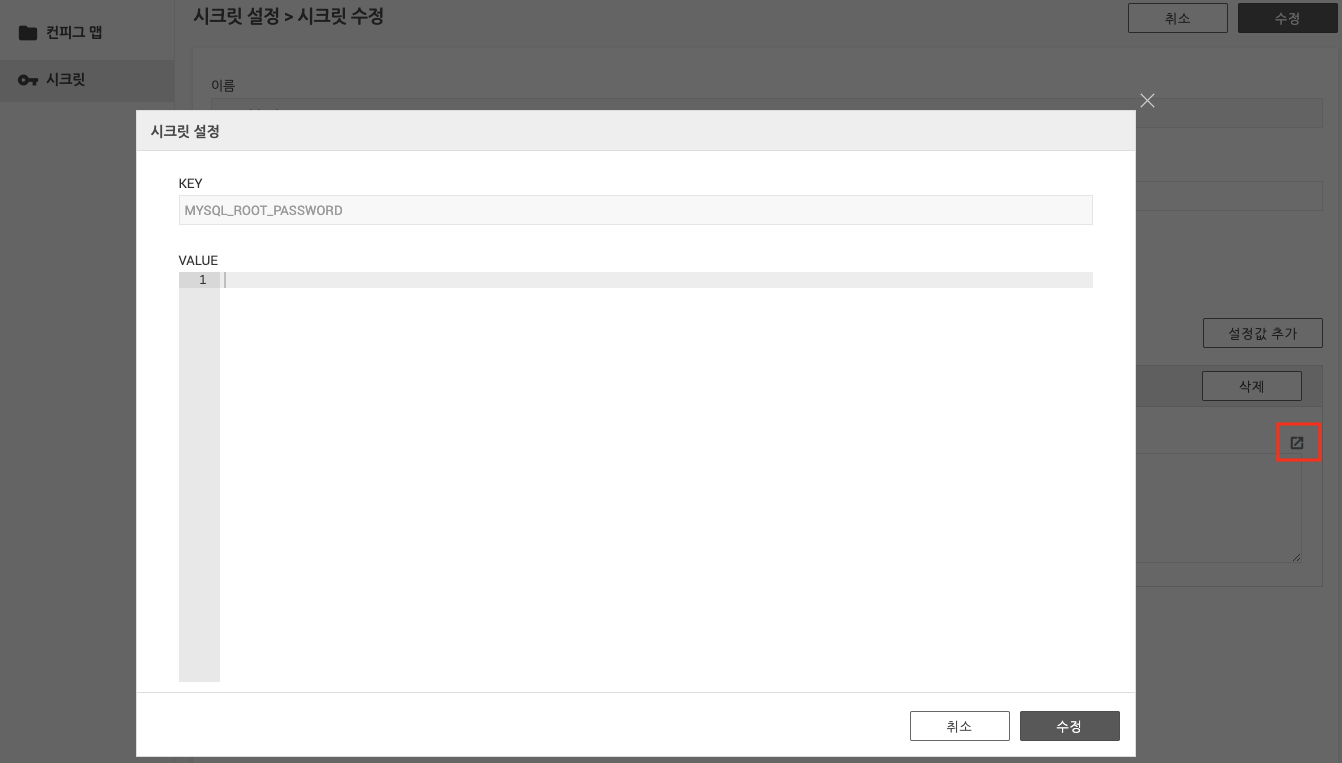 컨피그 맵
시크릿
시크릿 설정 > 시크릿 수정
취소
수정
이름
시크릿 설정
KEY
MYSQL_ROOT_PASSWORD
VALUE
1
설정값 추가
삭제
취소
수정